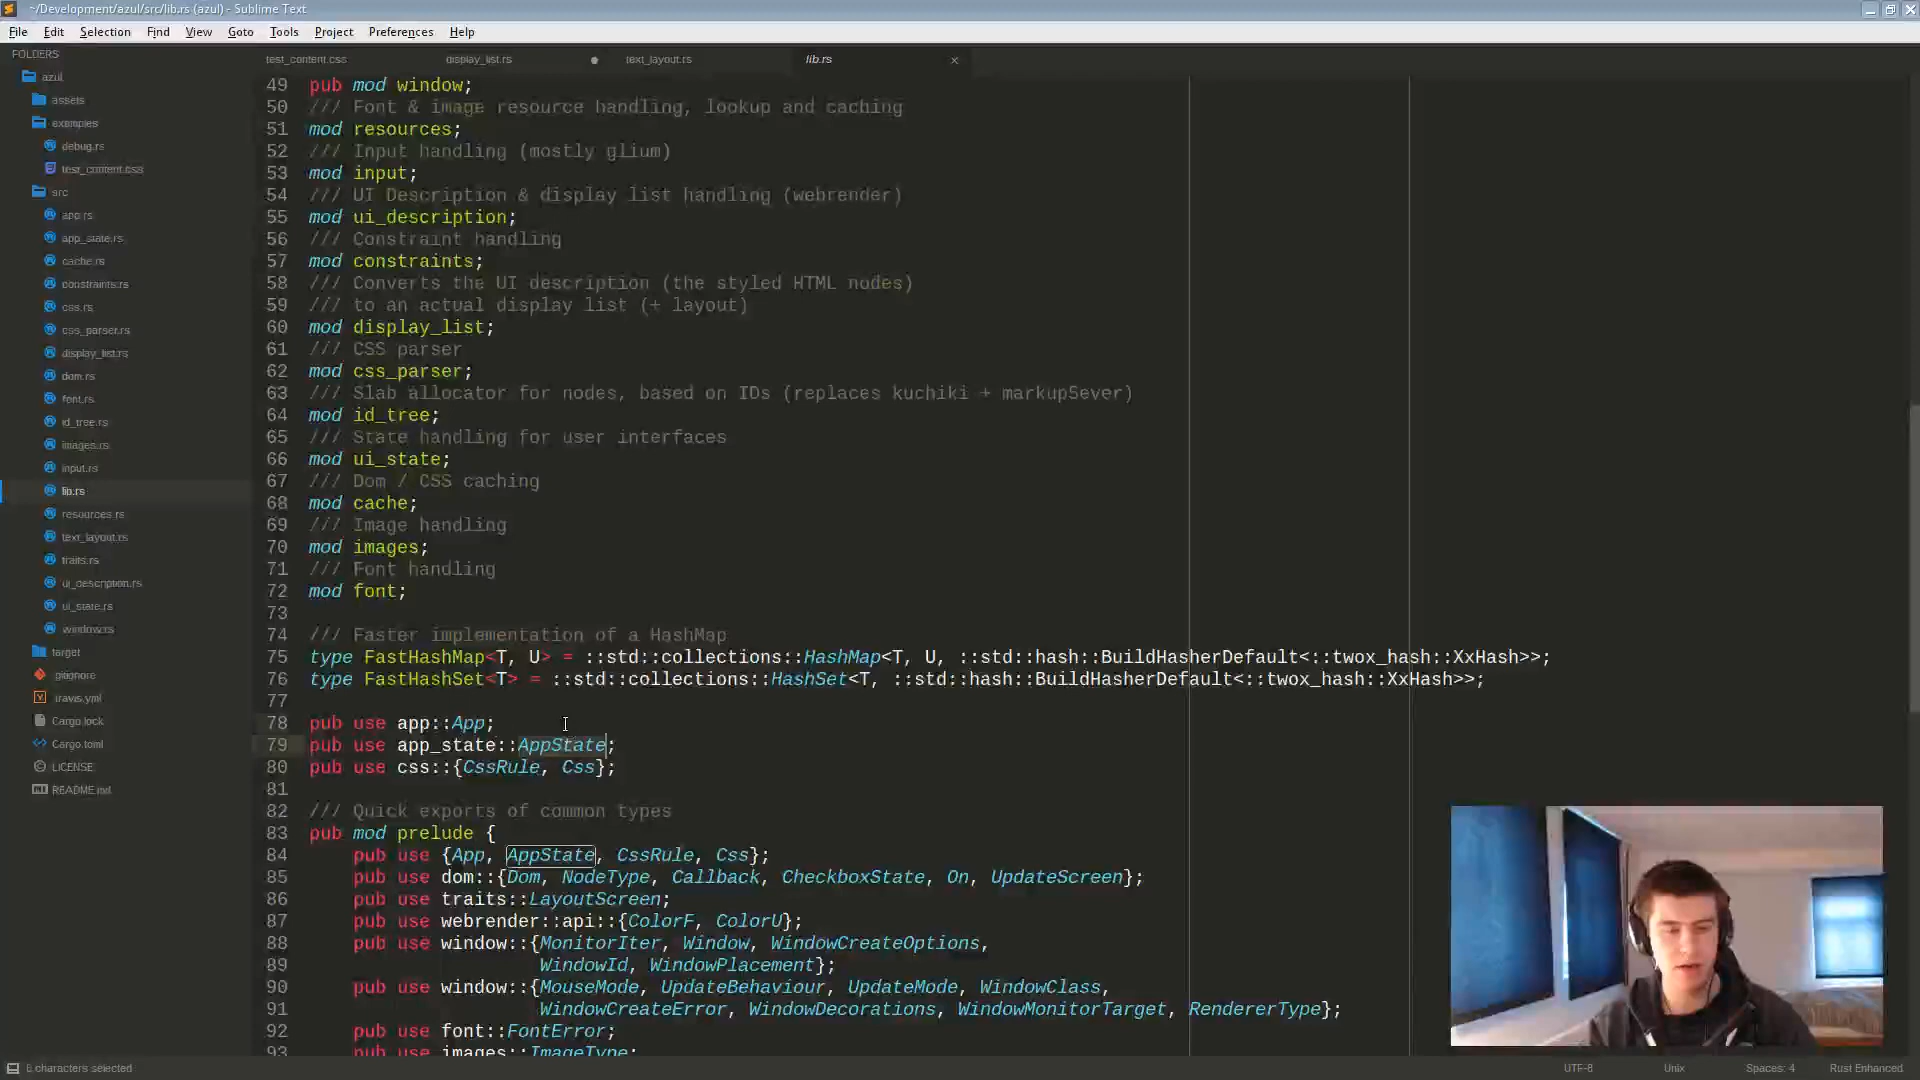 ~/Development/azul/src/lib.rs (azul) - Sublime Text
File Edit Selection Find View Goto Tools Project Preferences Help
FOLDERS
azul
assets
examples
debug.rs
test_content.css
src
app.rs
app_state.rs
cache.rs
constraints.rs
css.rs
css_parser.rs
display_list.rs
dom.rs
font.rs
id_tree.rs
images.rs
input.rs
lib.rs
resources.rs
text_layout.rs
traits.rs
ui_description.rs
ui_state.rs
window.rs
target
.gitignore
.travis.yml
Cargo.lock
Cargo.toml
LICENSE
README.md
test_content.css display_list.rs text_layout.rs lib.rs
49 pub mod window;
50 /// Font & image resource handling, lookup and caching
51 mod resources;
52 /// Input handling (mostly glium)
53 mod input;
54 /// UI Description & display list handling (webrender)
55 mod ui_description;
56 /// Constraint handling
57 mod constraints;
58 /// Converts the UI description (the styled HTML nodes)
59 /// to an actual display list (+ layout)
60 mod display_list;
61 /// CSS parser
62 mod css_parser;
63 /// Slab allocator for nodes, based on IDs (replaces kuchiki + markup5ever)
64 mod id_tree;
65 /// State handling for user interfaces
66 mod ui_state;
67 /// Dom / CSS caching
68 mod cache;
69 /// Image handling
70 mod images;
71 /// Font handling
72 mod font;
73
74 /// Faster implementation of a HashMap
75 type FastHashMap<T, U> = ::std::collections::HashMap<T, U, ::std::hash::BuildHasherDefault<::twox_hash::XxHash>>;
76 type FastHashSet<T> = ::std::collections::HashSet<T, ::std::hash::BuildHasherDefault<::twox_hash::XxHash>>;
77
78 pub use app::App;
79 pub use app_state::AppState;
80 pub use css::{CssRule, Css};
81
82 /// Quick exports of common types
83 pub mod prelude {
84 pub use {App, AppState, CssRule, Css};
85 pub use dom::{Dom, NodeType, Callback, CheckboxState, On, UpdateScreen};
86 pub use traits::LayoutScreen;
87 pub use webrender::api::{ColorF, ColorU};
88 pub use window::{MonitorIter, Window, WindowCreateOptions,
89 WindowId, WindowPlacement};
90 pub use window::{MouseMode, UpdateBehaviour, UpdateMode, WindowClass,
91 WindowCreateError, WindowDecorations, WindowMonitorTarget, RendererType};
92 pub use font::FontError;
93 pub use images::ImageType;
characters selected
UTF-8 Unix Spaces: 4 Rust Enhanced